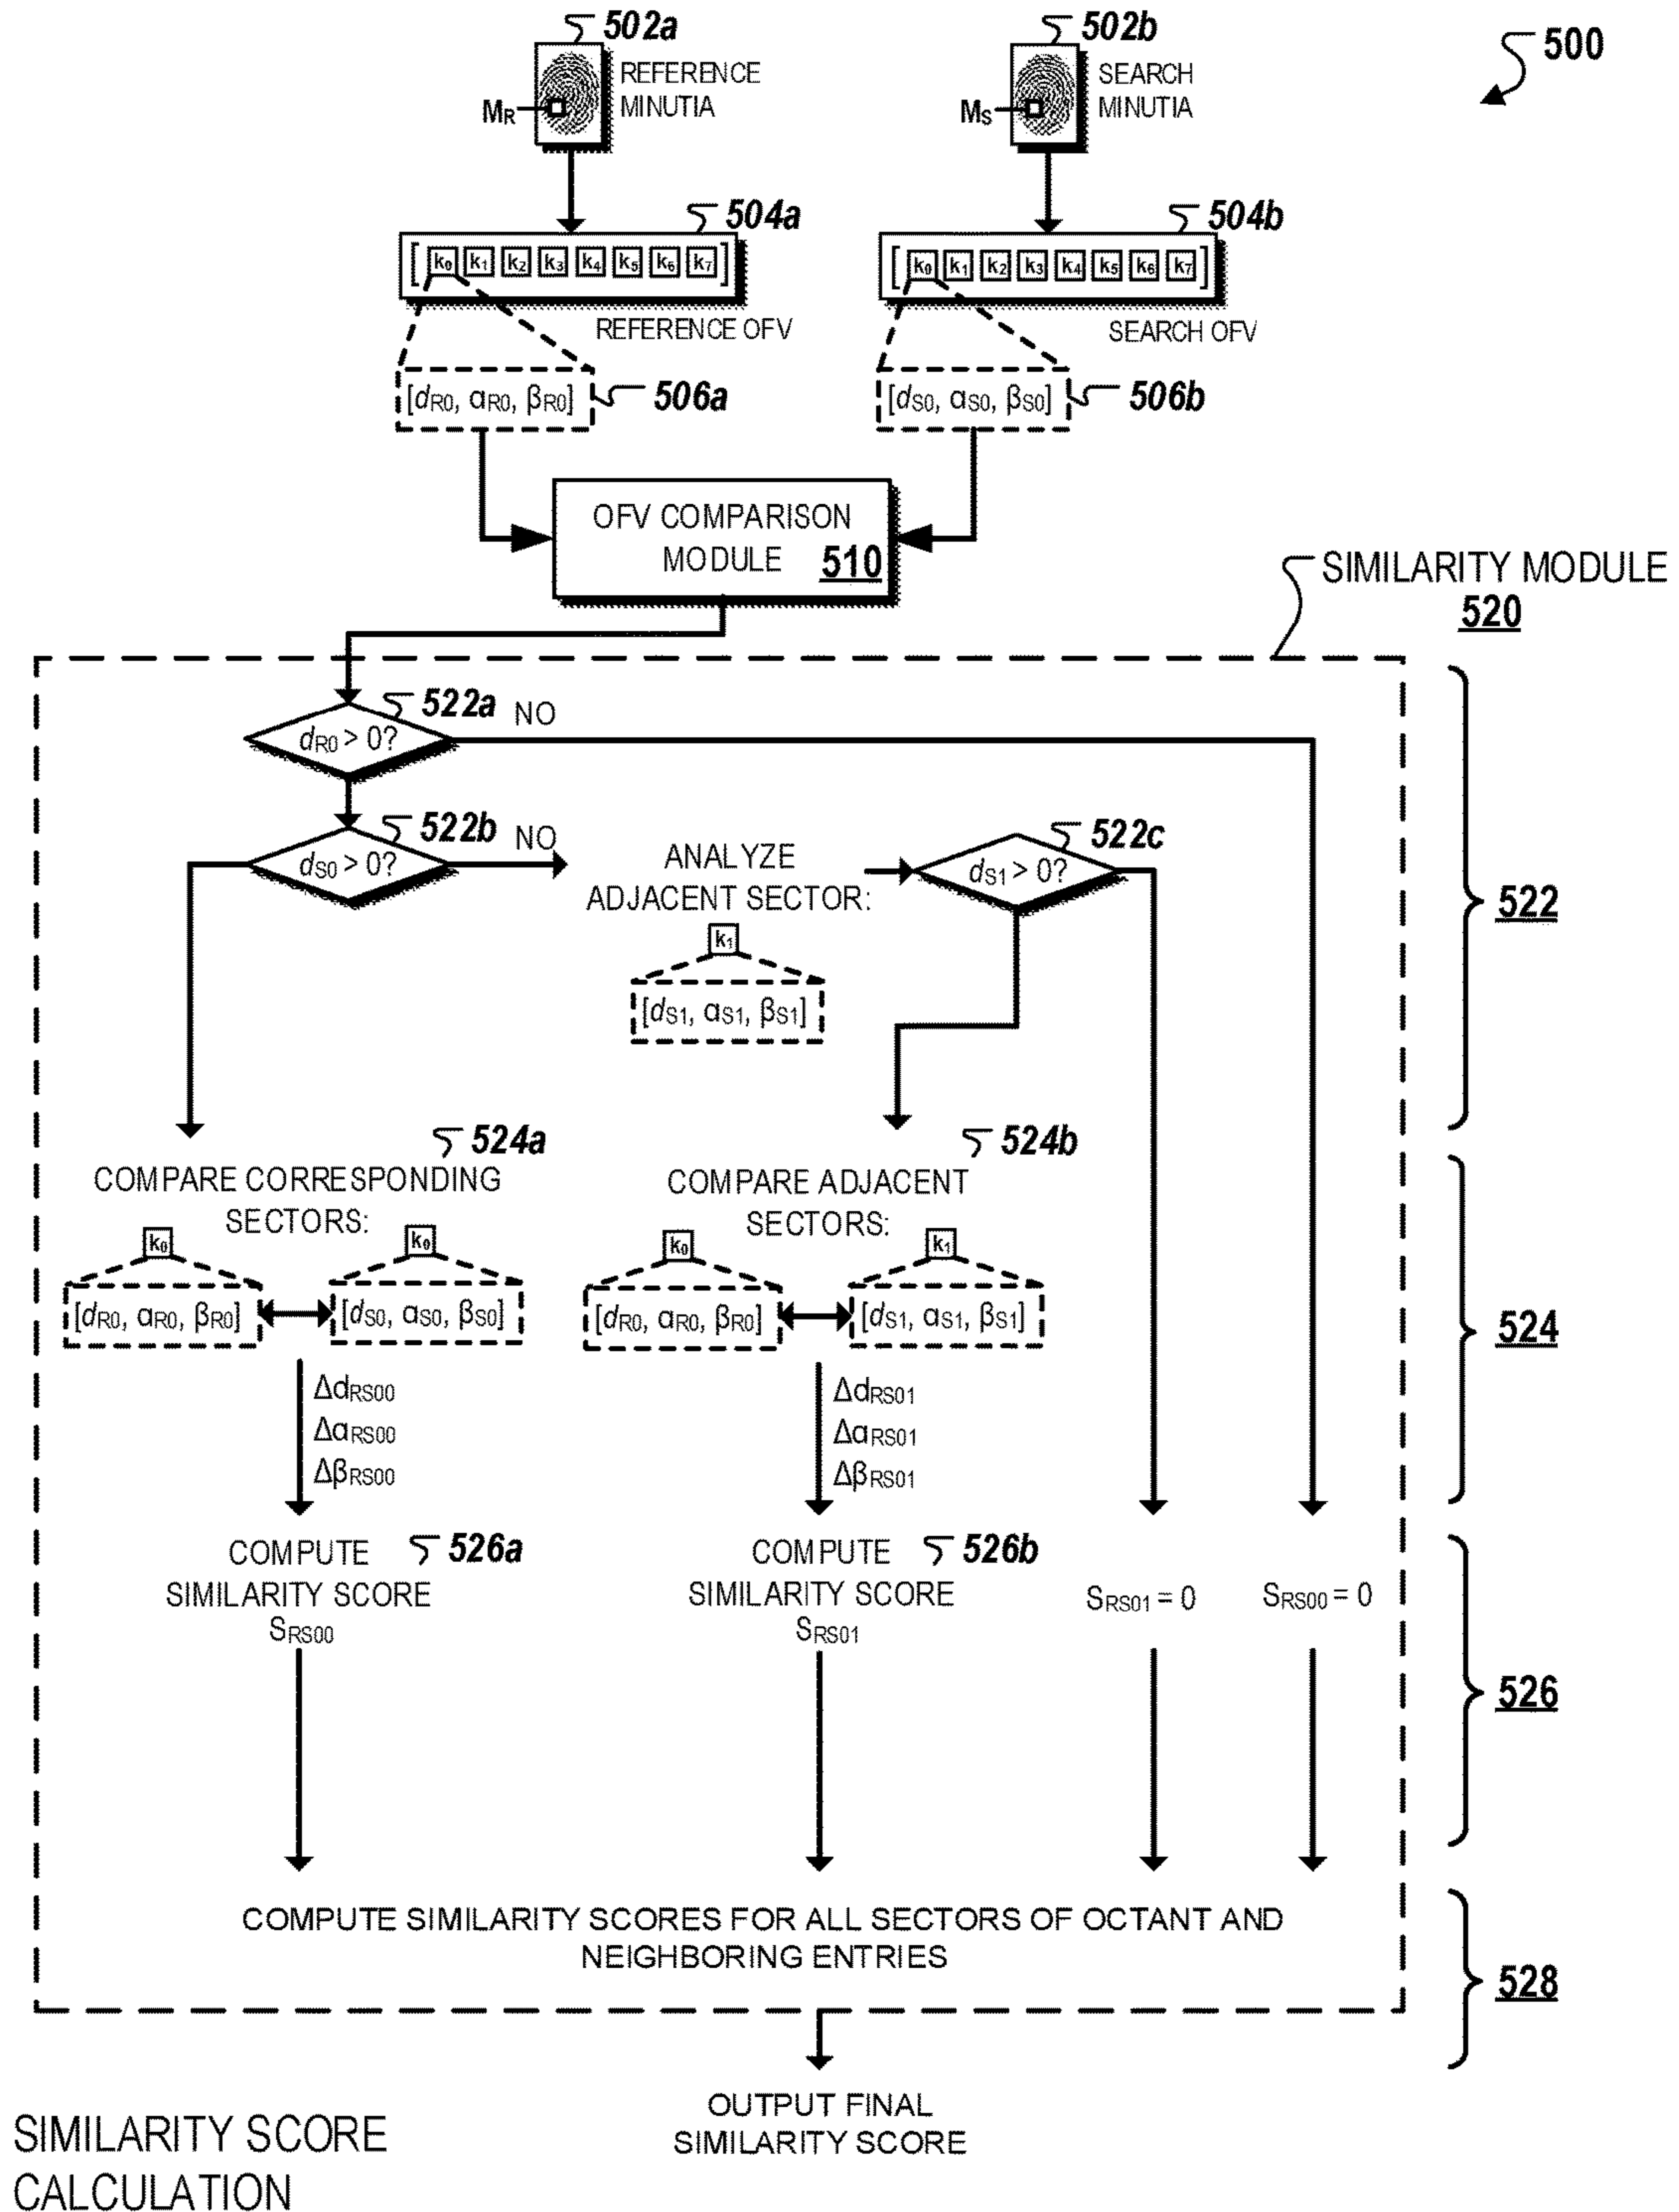 502a
502b
500
REFERENCE
MINUTIA
SEARCH
MINUTIA
MR
MS
504a
504b
[ k0 k1 k2 k3 k4 k5 k6 k7 ]
[ k0 k1 k2 k3 k4 k5 k6 k7 ]
REFERENCE OFV
SEARCH OFV
[dR0, αR0, βR0]
506a
[dS0, αS0, βS0]
506b
OFV COMPARISON
MODULE 510
SIMILARITY MODULE
520
522a
NO
dR0 > 0?
522b
NO
dS0 > 0?
ANALYZE
ADJACENT SECTOR:
522c
dS1 > 0?
k1
[dS1, αS1, βS1]
522
524a
COMPARE CORRESPONDING
SECTORS:
524b
COMPARE ADJACENT
SECTORS:
k0
k0
k0
k1
[dR0, αR0, βR0]
[dS0, αS0, βS0]
[dR0, αR0, βR0]
[dS1, αS1, βS1]
524
ΔdRS00
ΔαRS00
ΔβRS00
ΔdRS01
ΔαRS01
ΔβRS01
COMPUTE
SIMILARITY SCORE
SRS00
526a
COMPUTE
SIMILARITY SCORE
SRS01
526b
SRS01 = 0
SRS00 = 0
526
COMPUTE SIMILARITY SCORES FOR ALL SECTORS OF OCTANT AND
NEIGHBORING ENTRIES
528
OUTPUT FINAL
SIMILARITY SCORE
SIMILARITY SCORE
CALCULATION